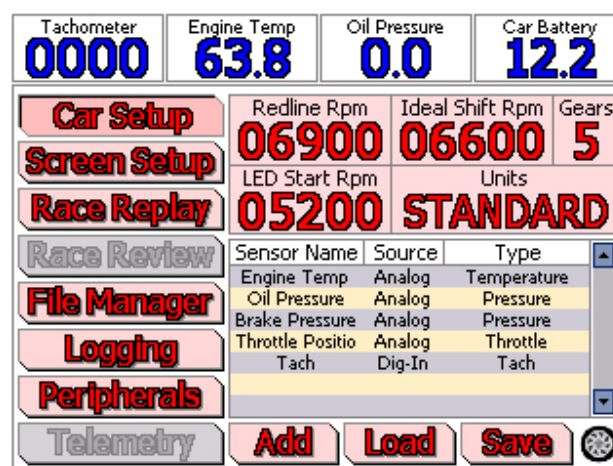 Tachometer Engine Temp Oil Pressure Car Battery
0000 63.8 0.0 12.2
Car Setup
Screen Setup
Race Replay
Race Review
File Manager
Logging
Peripherals
Telemetry
Redline Rpm Ideal Shift Rpm Gears
06900 06600 5
LED Start Rpm Units
05200 STANDARD
Sensor Name Source Type
Engine Temp Analog Temperature
Oil Pressure Analog Pressure
Brake Pressure Analog Pressure
Throttle Positio Analog Throttle
Tach Dig-In Tach
Add Load Save